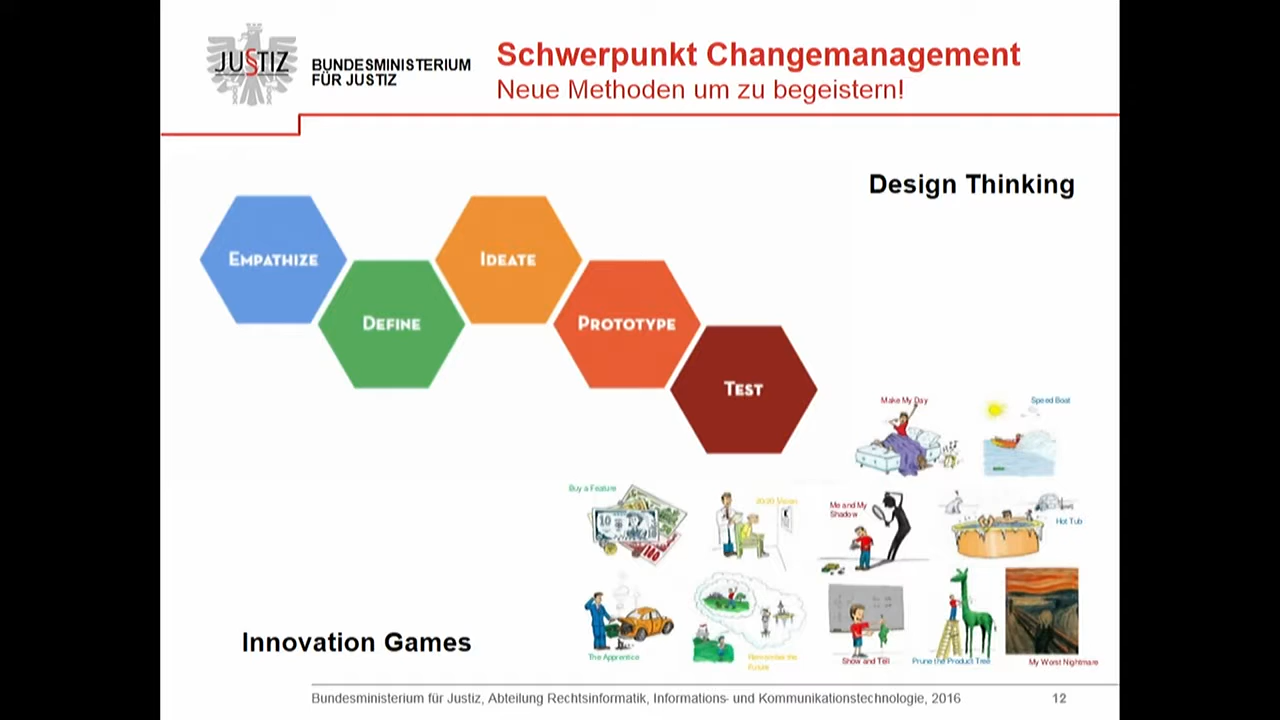 JUSTIZ
BUNDESMINISTERIUM
FÜR JUSTIZ
Schwerpunkt Changemanagement
Neue Methoden um zu begeistern!
Design Thinking
EMPATHIZE
DEFINE
IDEATE
PROTOTYPE
TEST
Make My Day
Speed Boat
Buy a Feature
20/20 Vision
Me and My
Shadow
Hot Tub
The Apprentice
Remember the
Future
Show and Tell
Prune the Product Tree
My Worst Nightmare
Innovation Games
Bundesministerium für Justiz, Abteilung Rechtsinformatik, Informations- und Kommunikationstechnologie, 2016
12